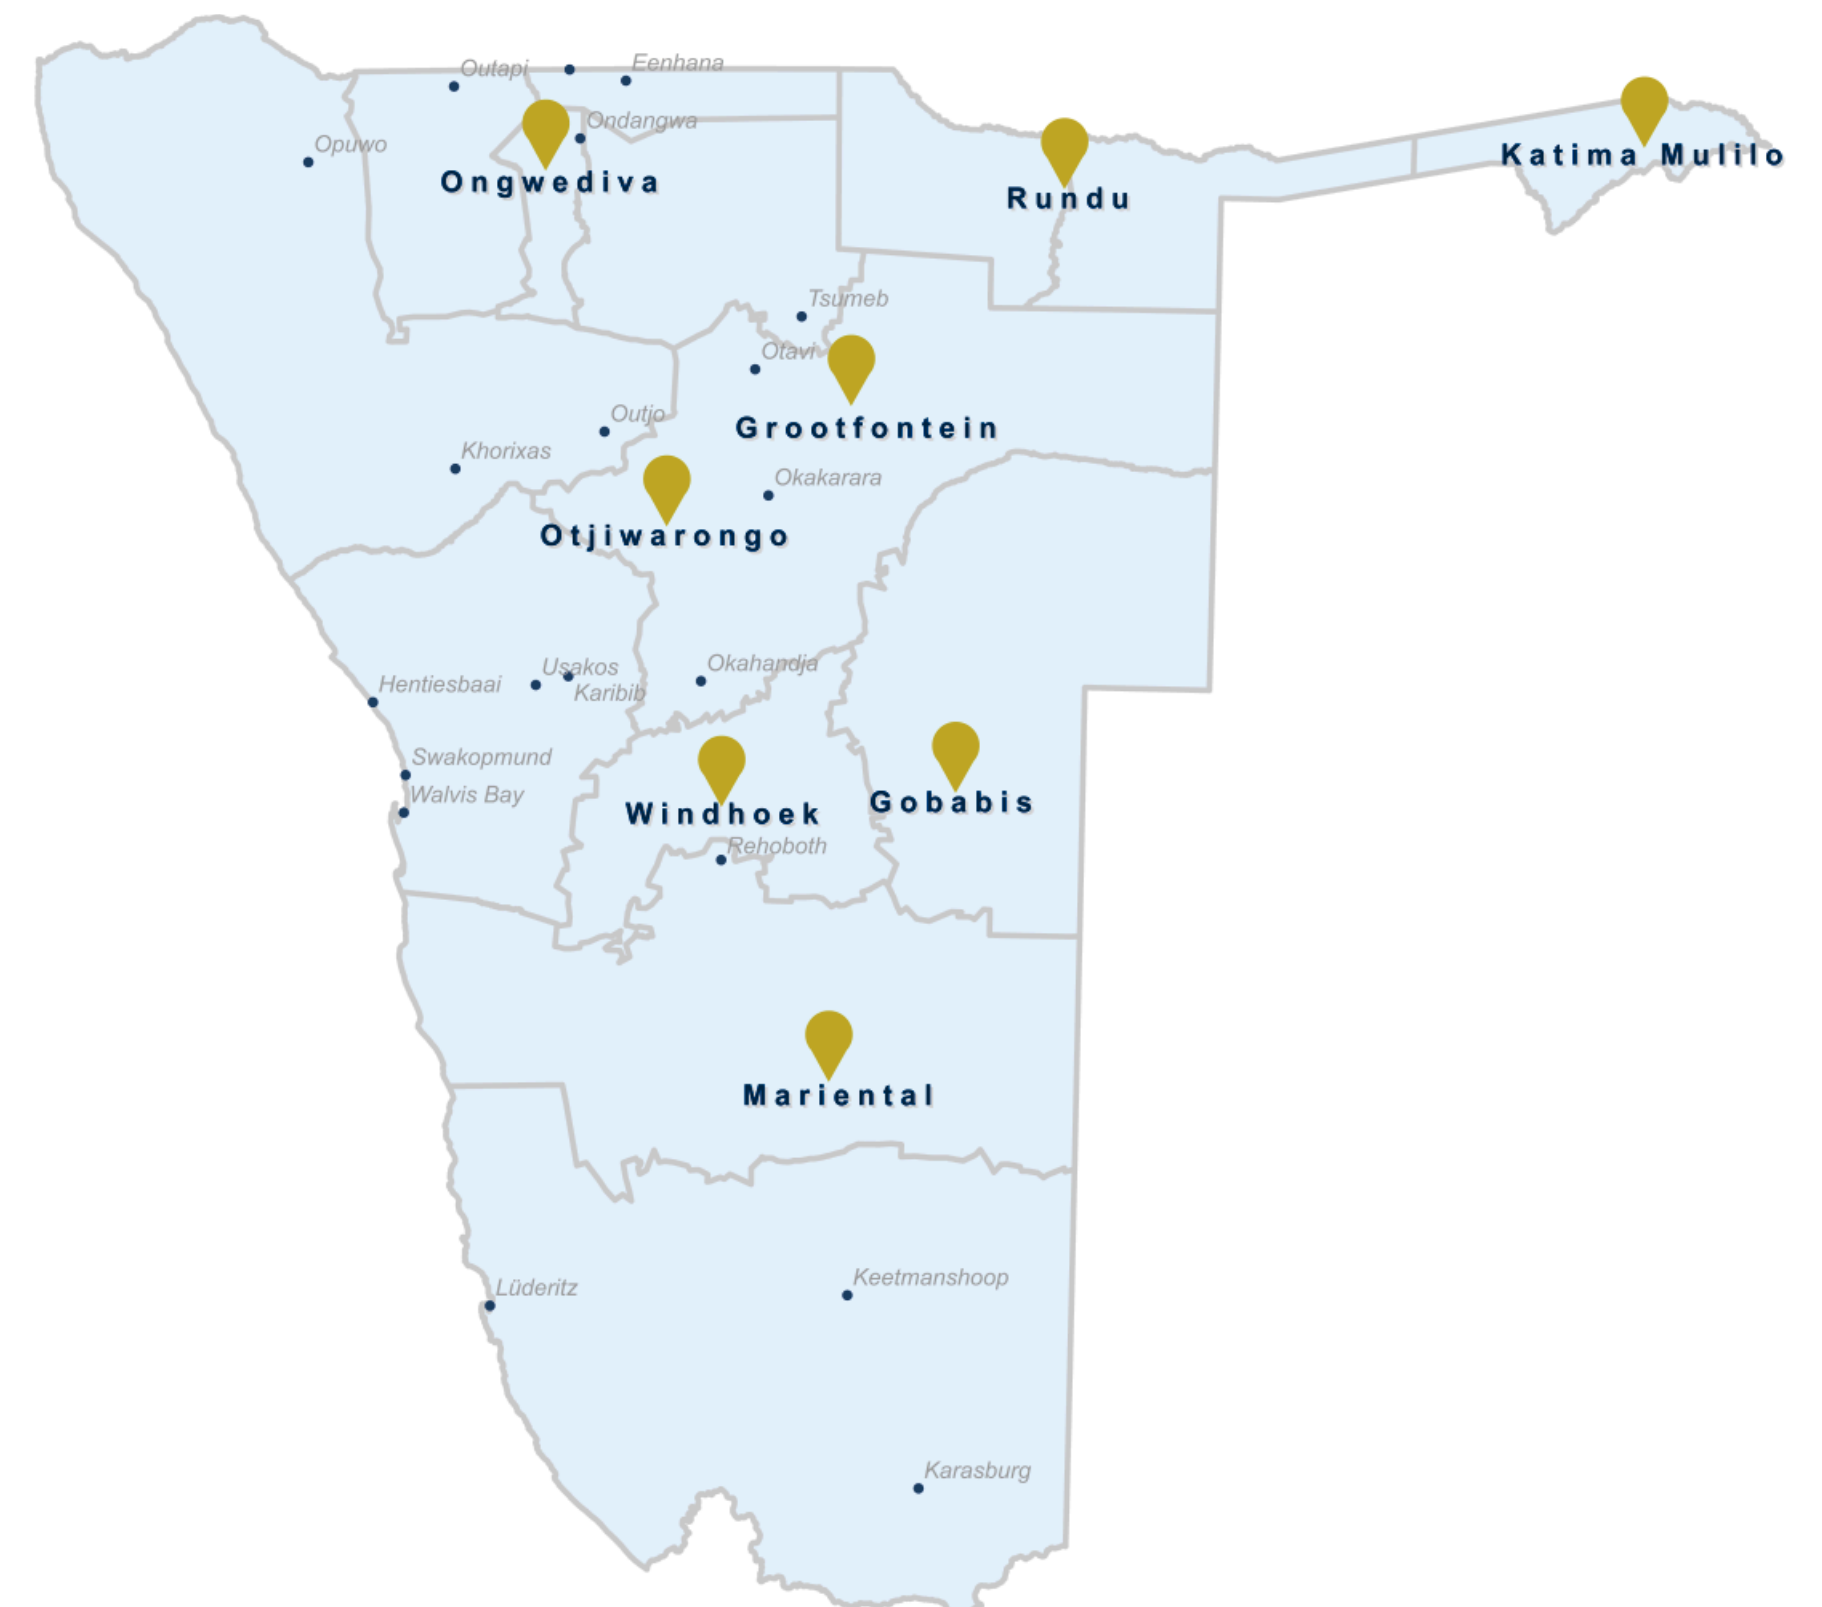 Outapi
Eenhana
Ondangwa
Opuwo
Ongwediva
Katima Mulilo
Rundu
Tsumeb
Otavi
Outjo
Grootfontein
Khorixas
Okakarara
Otjiwarongo
Okahandja
Usakos
Hentiesbaai
Karibib
Swakopmund
Walvis Bay
Gobabis
Windhoek
Rehoboth
Mariental
Keetmanshoop
Lüderitz
Karasburg